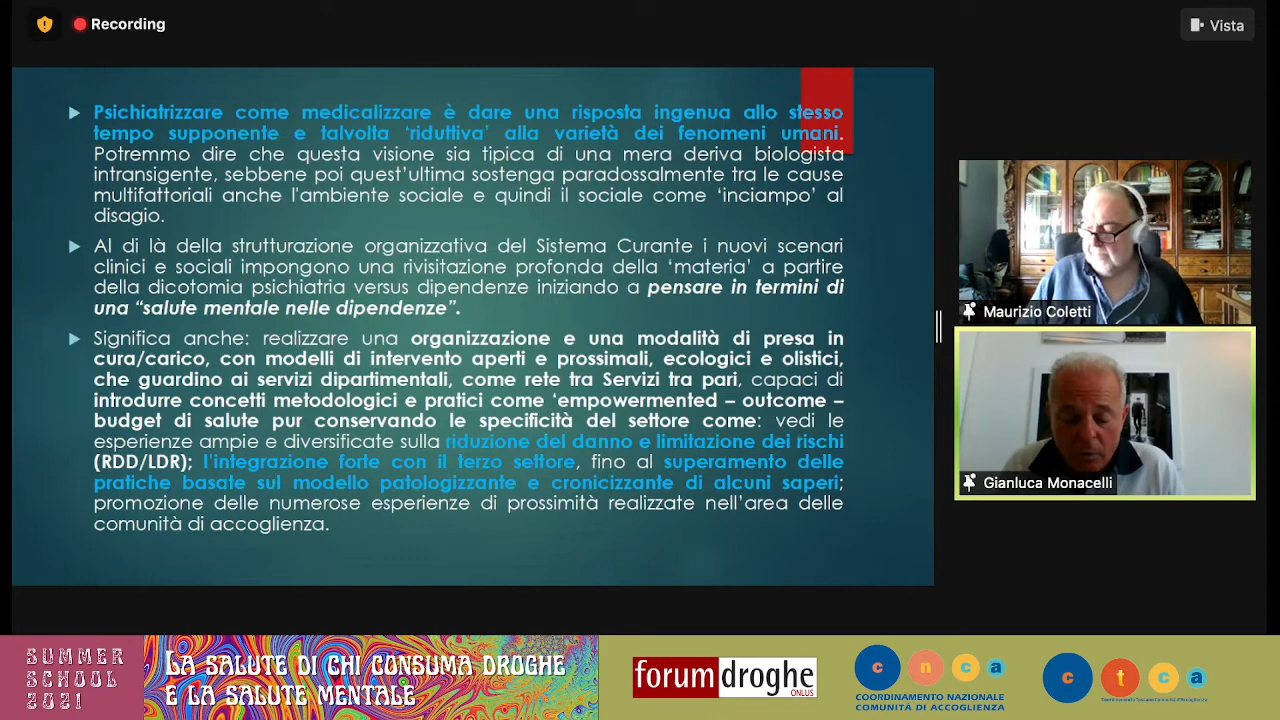 Recording
Vista
Psichiatrizzare come medicalizzare è dare una risposta ingenua allo stesso
tempo supponente e talvolta ‘riduttiva’ alla varietà dei fenomeni umani.
Potremmo dire che questa visione sia tipica di una mera deriva biologista
intransigente, sebbene poi quest’ultima sostenga paradossalmente tra le cause
multifattoriali anche l'ambiente sociale e quindi il sociale come ‘inciampo’ al
disagio.
Al di là della strutturazione organizzativa del Sistema Curante i nuovi scenari
clinici e sociali impongono una rivisitazione profonda della ‘materia’ a partire
della dicotomia psichiatria versus dipendenze iniziando a pensare in termini di
una “salute mentale nelle dipendenze”.
Significa anche: realizzare una organizzazione e una modalità di presa in
cura/carico, con modelli di intervento aperti e prossimali, ecologici e olistici,
che guardino ai servizi dipartimentali, come rete tra Servizi tra pari, capaci di
introdurre concetti metodologici e pratici come ‘empowermented – outcome –
budget di salute pur conservando le specificità del settore come: vedi le
esperienze ampie e diversificate sulla riduzione del danno e limitazione dei rischi
(RDD/LDR); l’integrazione forte con il terzo settore, fino al superamento delle
pratiche basate sul modello patologizzante e cronicizzante di alcuni saperi;
promozione delle numerose esperienze di prossimità realizzate nell’area delle
comunità di accoglienza.
Maurizio Coletti
Gianluca Monacelli
SUMMER
SCHOOL
2021
LA SALUTE DI CHI CONSUMA DROGHE
E LA SALUTE MENTALE
forumdroghe
ONLUS
c n c a
COORDINAMENTO NAZIONALE
COMUNITÀ DI ACCOGLIENZA
c t c a